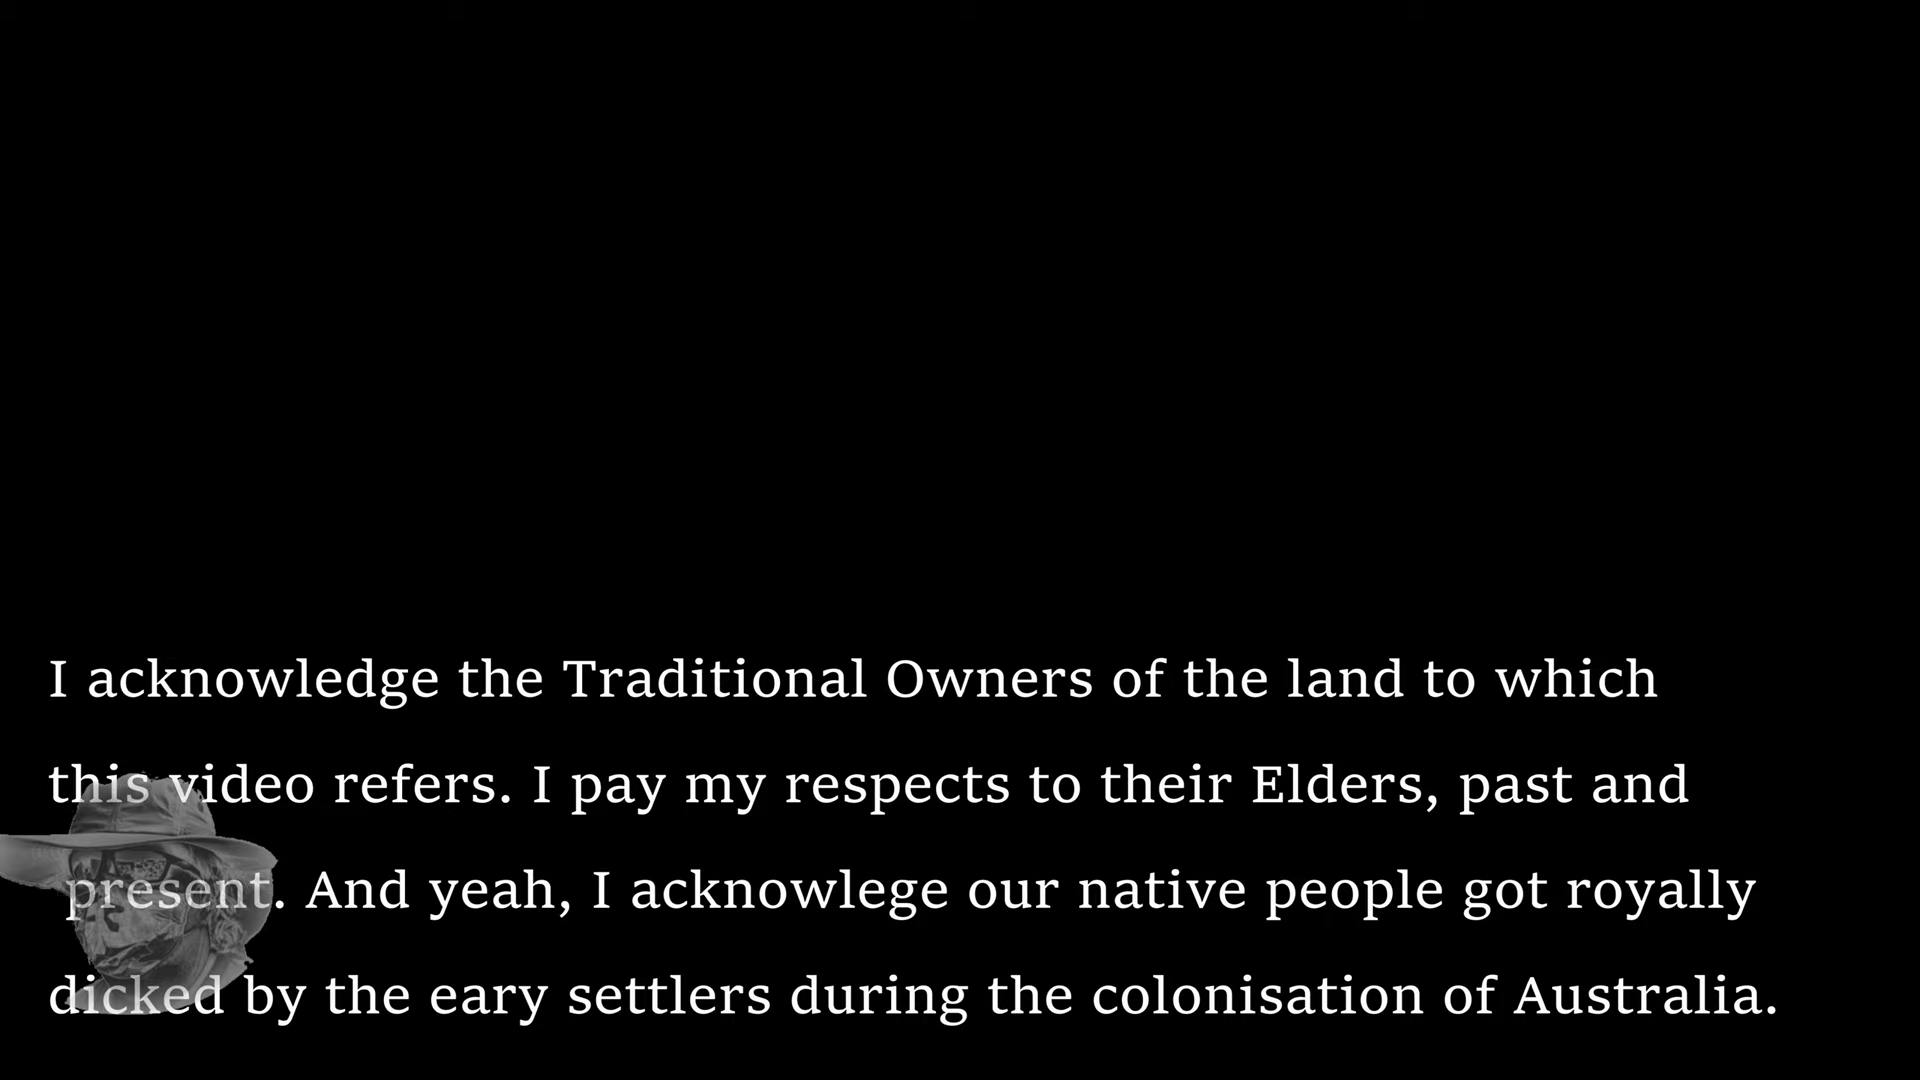 I acknowledge the Traditional Owners of the land to which
this video refers. I pay my respects to their Elders, past and
present. And yeah, I acknowlege our native people got royally
dicked by the eary settlers during the colonisation of Australia.